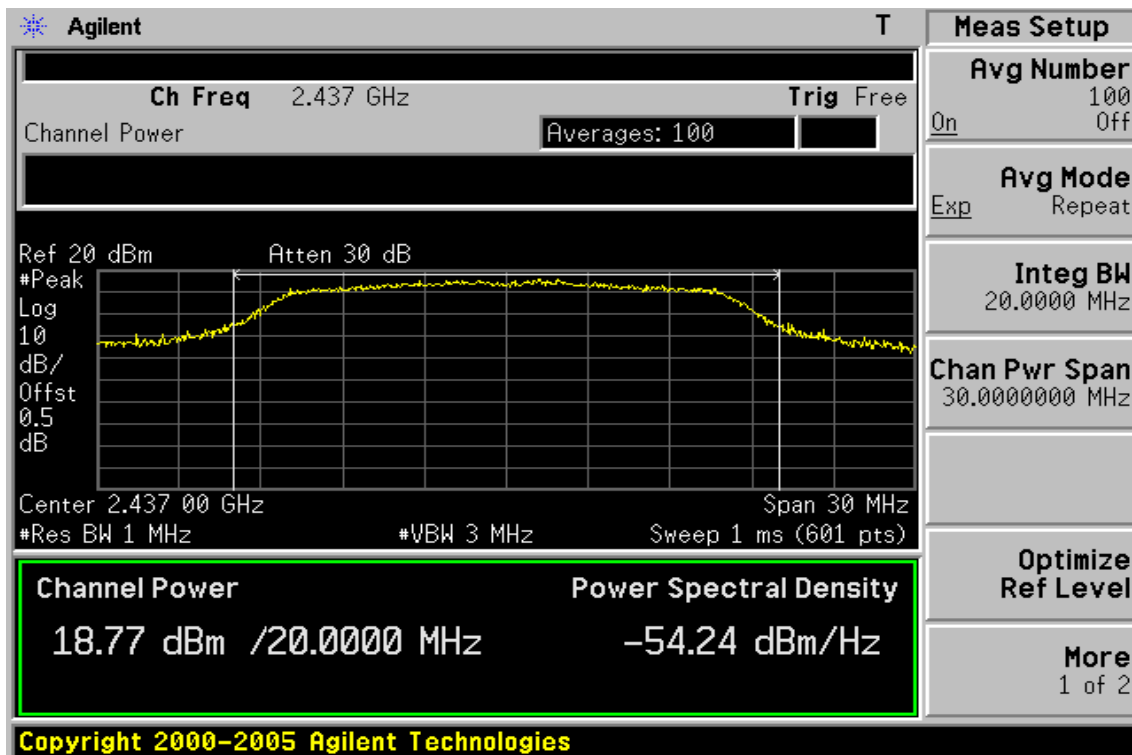 Agilent
T
Ch Freq 2.437 GHz
Trig Free
Channel Power
Averages: 100
Ref 20 dBm
Atten 30 dB
#Peak
Log
10
dB/
Offst
0.5
dB
Center 2.437 00 GHz
Span 30 MHz
#Res BW 1 MHz
#VBW 3 MHz
Sweep 1 ms (601 pts)
Channel Power
Power Spectral Density
18.77 dBm /20.0000 MHz
-54.24 dBm/Hz
Copyright 2000-2005 Agilent Technologies
Meas Setup
Avg Number
100
On Off
Avg Mode
Exp Repeat
Integ BW
20.0000 MHz
Chan Pwr Span
30.0000000 MHz
Optimize
Ref Level
More
1 of 2